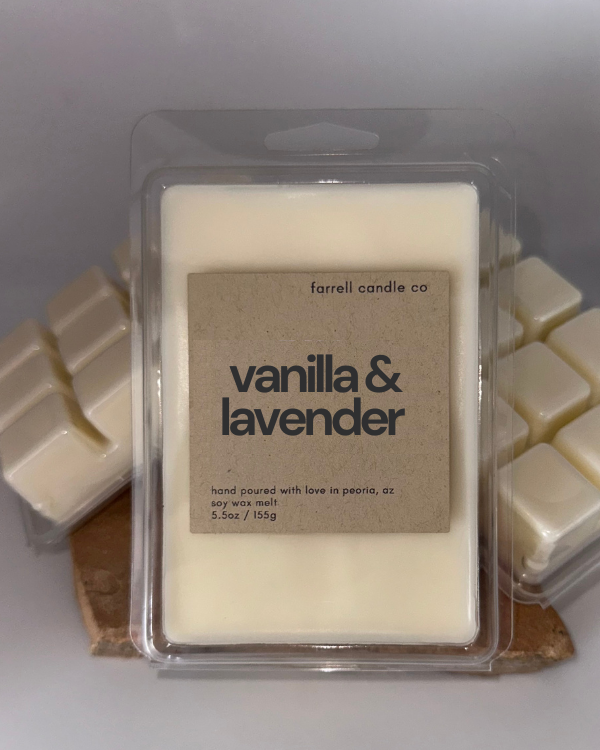 farrell candle co
vanilla &
lavender
hand poured with love in peoria, az
soy wax melt
5.5oz / 155g